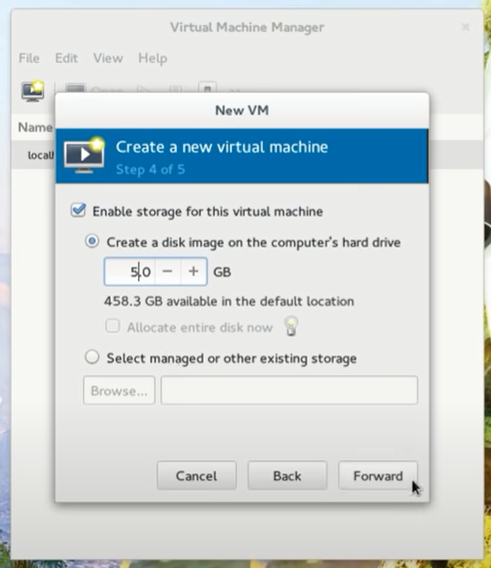 Virtual Machine Manager
File Edit View Help
Open
Name
New VM
Create a new virtual machine
Step 4 of 5
Enable storage for this virtual machine
Create a disk image on the computer's hard drive
5.0 − + GB
458.3 GB available in the default location
Allocate entire disk now
Select managed or other existing storage
Browse...
Cancel Back Forward